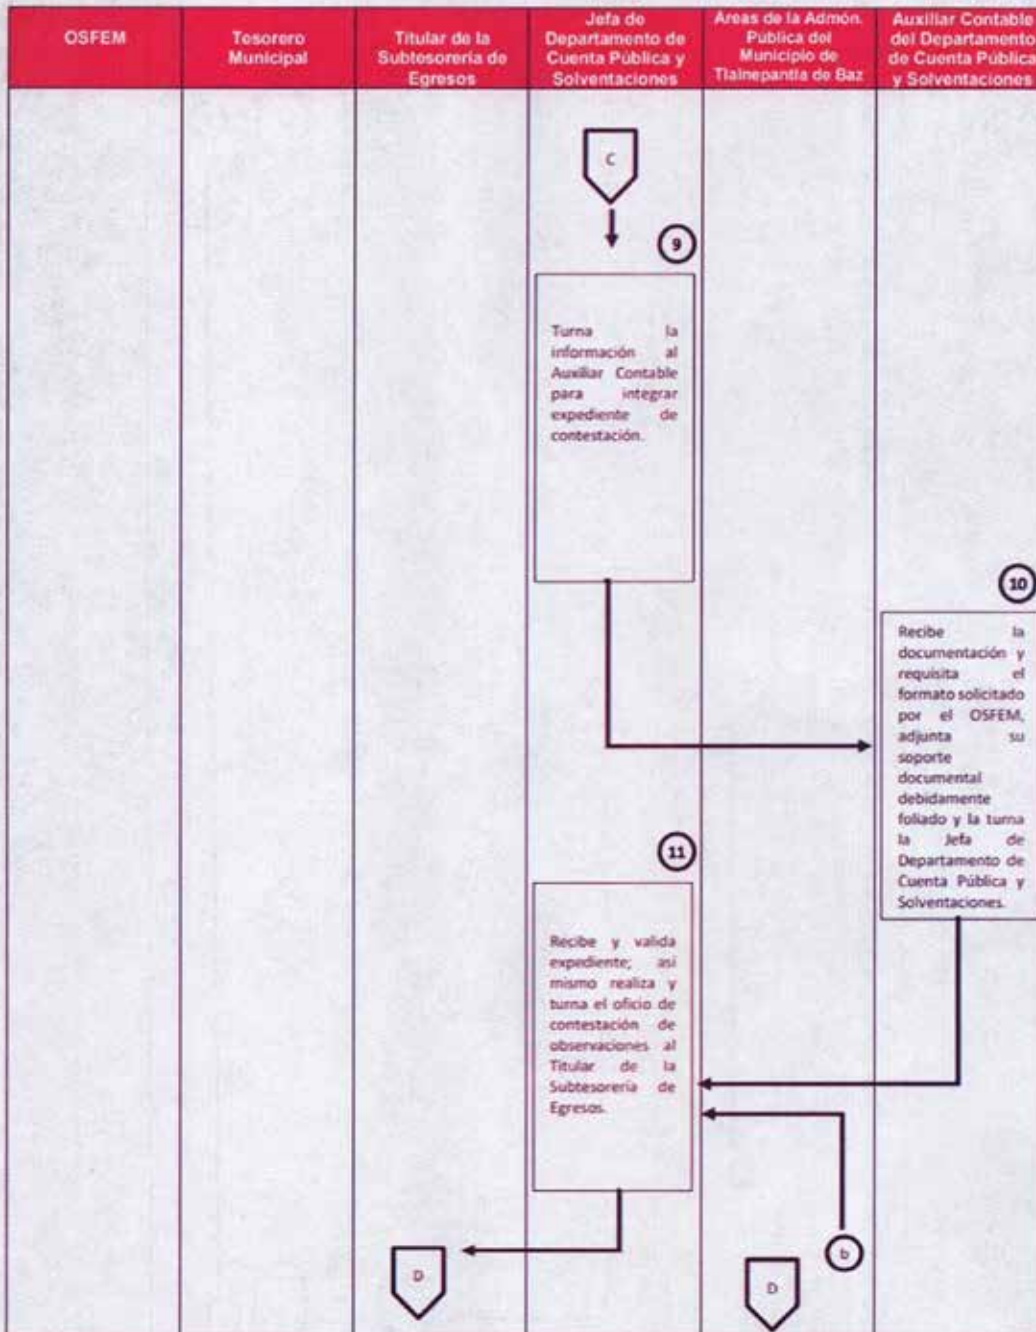 OSFEM
Tesorero
Municipal
Titular de la
Subtesorería de
Egresos
Jefa de
Departamento de
Cuenta Pública y
Solventaciones
Áreas de la Admón.
Pública del
Municipio de
Tlalnepantla de Baz
Auxiliar Contable
del Departamento
de Cuenta Pública
y Solventaciones
C
9
Turna la
información al
Auxiliar Contable
para integrar
expediente de
contestación.
10
Recibe la
documentación y
requisita el
formato solicitado
por el OSFEM,
adjunta su
soporte
documental
debidamente
foliado y la turna
la Jefa de
Departamento de
Cuenta Pública y
Solventaciones.
11
Recibe y valida
expediente; así
mismo realiza y
turna el oficio de
contestación de
observaciones al
Titular de la
Subtesorería de
Egresos.
b
D
D